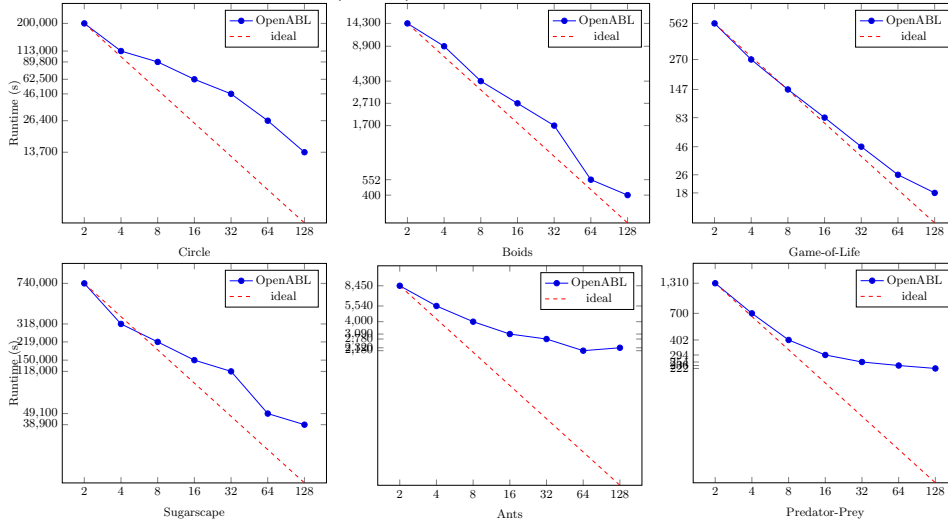 Runtime (s)
200,000
113,000
89,800
62,500
46,100
26,400
13,700
OpenABL
ideal
2 4 8 16 32 64 128
Circle
14,300
8,900
4,300
2,710
1,700
552
400
OpenABL
ideal
2 4 8 16 32 64 128
Boids
562
270
147
83
46
26
18
OpenABL
ideal
2 4 8 16 32 64 128
Game-of-Life
Runtime (s)
740,000
318,000
219,000
150,000
118,000
49,100
38,900
OpenABL
ideal
2 4 8 16 32 64 128
Sugarscape
8,450
5,540
4,000
3,090
2,780
OpenABL
ideal
2 4 8 16 32 64 128
Ants
1,310
700
402
294
OpenABL
ideal
2 4 8 16 32 64 128
Predator-Prey